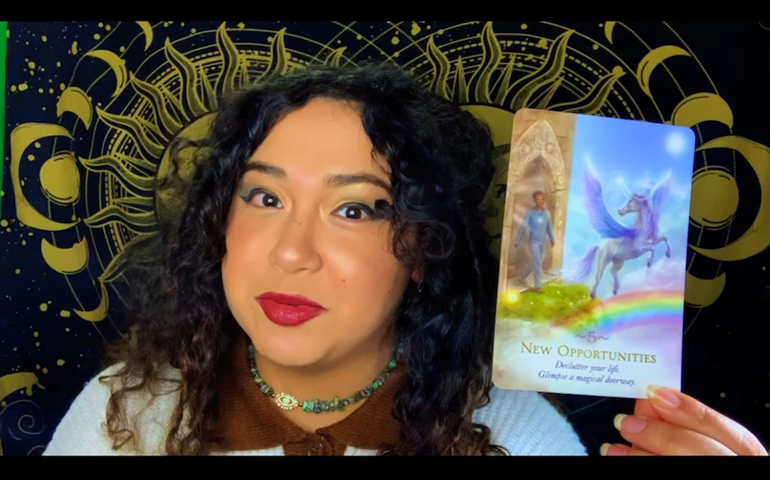 ~5~
NEW OPPORTUNITIES
Declutter your life.
Glimpse a magical doorway.